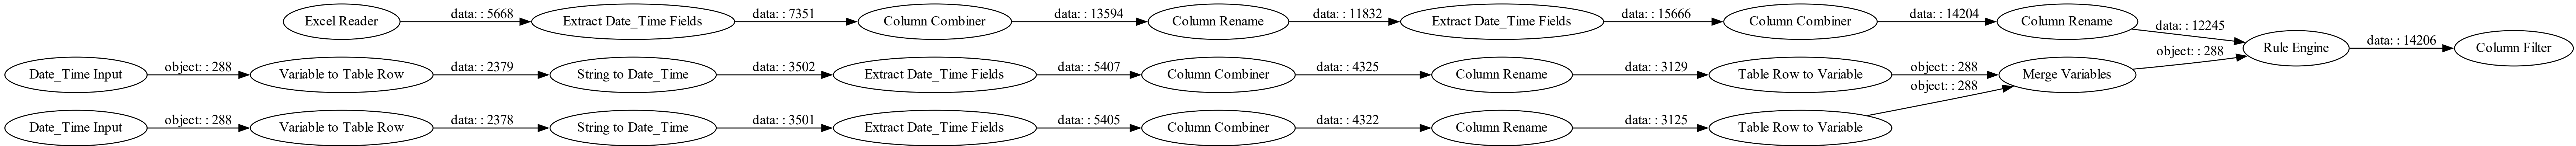 Excel Reader data: : 5668 Extract Date_Time Fields data: : 7351 Column Combiner data: : 13594 Column Rename data: : 11832 Extract Date_Time Fields data: : 15666 Column Combiner data: : 14204 Column Rename data: : 12245
Rule Engine data: : 14206 Column Filter
Date_Time Input object: : 288 Variable to Table Row data: : 2379 String to Date_Time data: : 3502 Extract Date_Time Fields data: : 5407 Column Combiner data: : 4325 Column Rename data: : 3129 Table Row to Variable object: : 288 Merge Variables object: : 288
Date_Time Input object: : 288 Variable to Table Row data: : 2378 String to Date_Time data: : 3501 Extract Date_Time Fields data: : 5405 Column Combiner data: : 4322 Column Rename data: : 3125 Table Row to Variable object: : 288